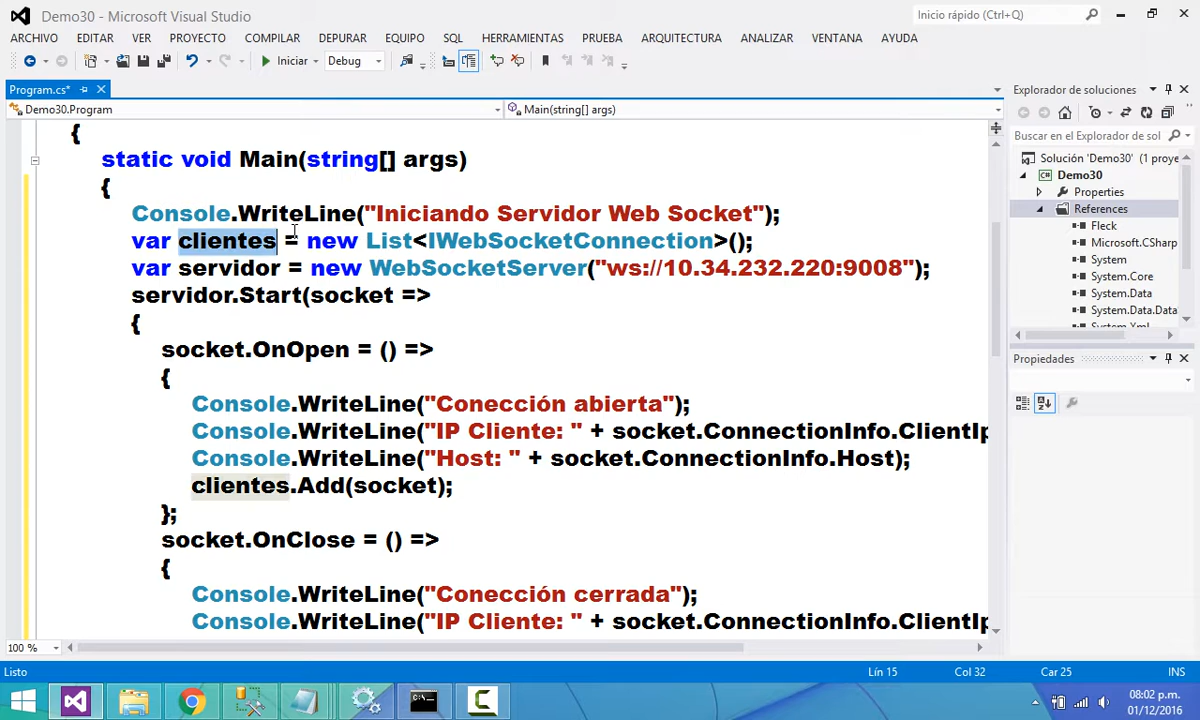 Demo30 - Microsoft Visual Studio
Inicio rápido (Ctrl+Q)
ARCHIVO EDITAR VER PROYECTO COMPILAR DEPURAR EQUIPO SQL HERRAMIENTAS PRUEBA ARQUITECTURA ANALIZAR VENTANA AYUDA
Iniciar Debug
Program.cs*
Explorador de soluciones
Demo30.Program
Main(string[] args)
Buscar en el Explorador de sol
{
static void Main(string[] args)
{
Console.WriteLine("Iniciando Servidor Web Socket");
var clientes = new List<IWebSocketConnection>();
var servidor = new WebSocketServer("ws://10.34.232.220:9008");
servidor.Start(socket =>
{
socket.OnOpen = () =>
{
Console.WriteLine("Conección abierta");
Console.WriteLine("IP Cliente: " + socket.ConnectionInfo.ClientIp
Console.WriteLine("Host: " + socket.ConnectionInfo.Host);
clientes.Add(socket);
};
socket.OnClose = () =>
{
Console.WriteLine("Conección cerrada");
Console.WriteLine("IP Cliente: " + socket.ConnectionInfo.ClientIp
Solución 'Demo30' (1 proye
Demo30
Properties
References
Fleck
Microsoft.CSharp
System
System.Core
System.Data
System.Data.Data
System.Xml
Propiedades
100 %
Listo
Lín 15
Col 32
Car 25
INS
08:02 p.m.
01/12/2016